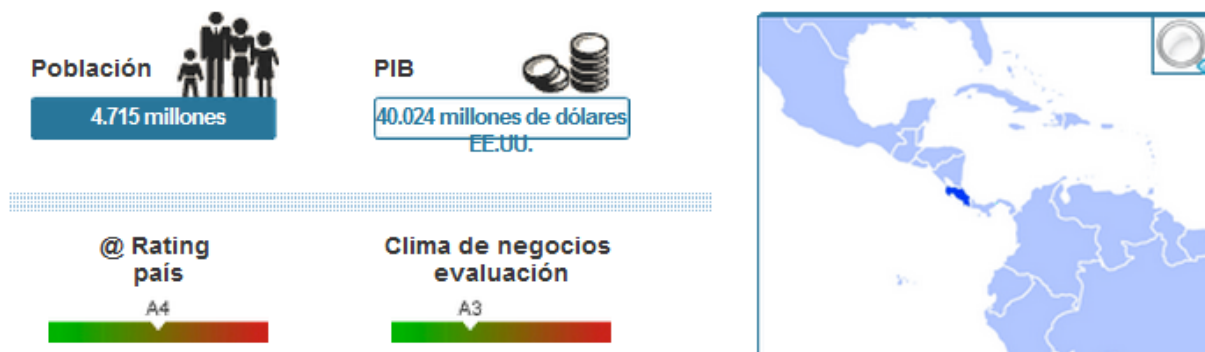 Población
4.715 millones
PIB
40.024 millones de dólares
EE.UU.
@ Rating
país
A4
Clima de negocios
evaluación
A3